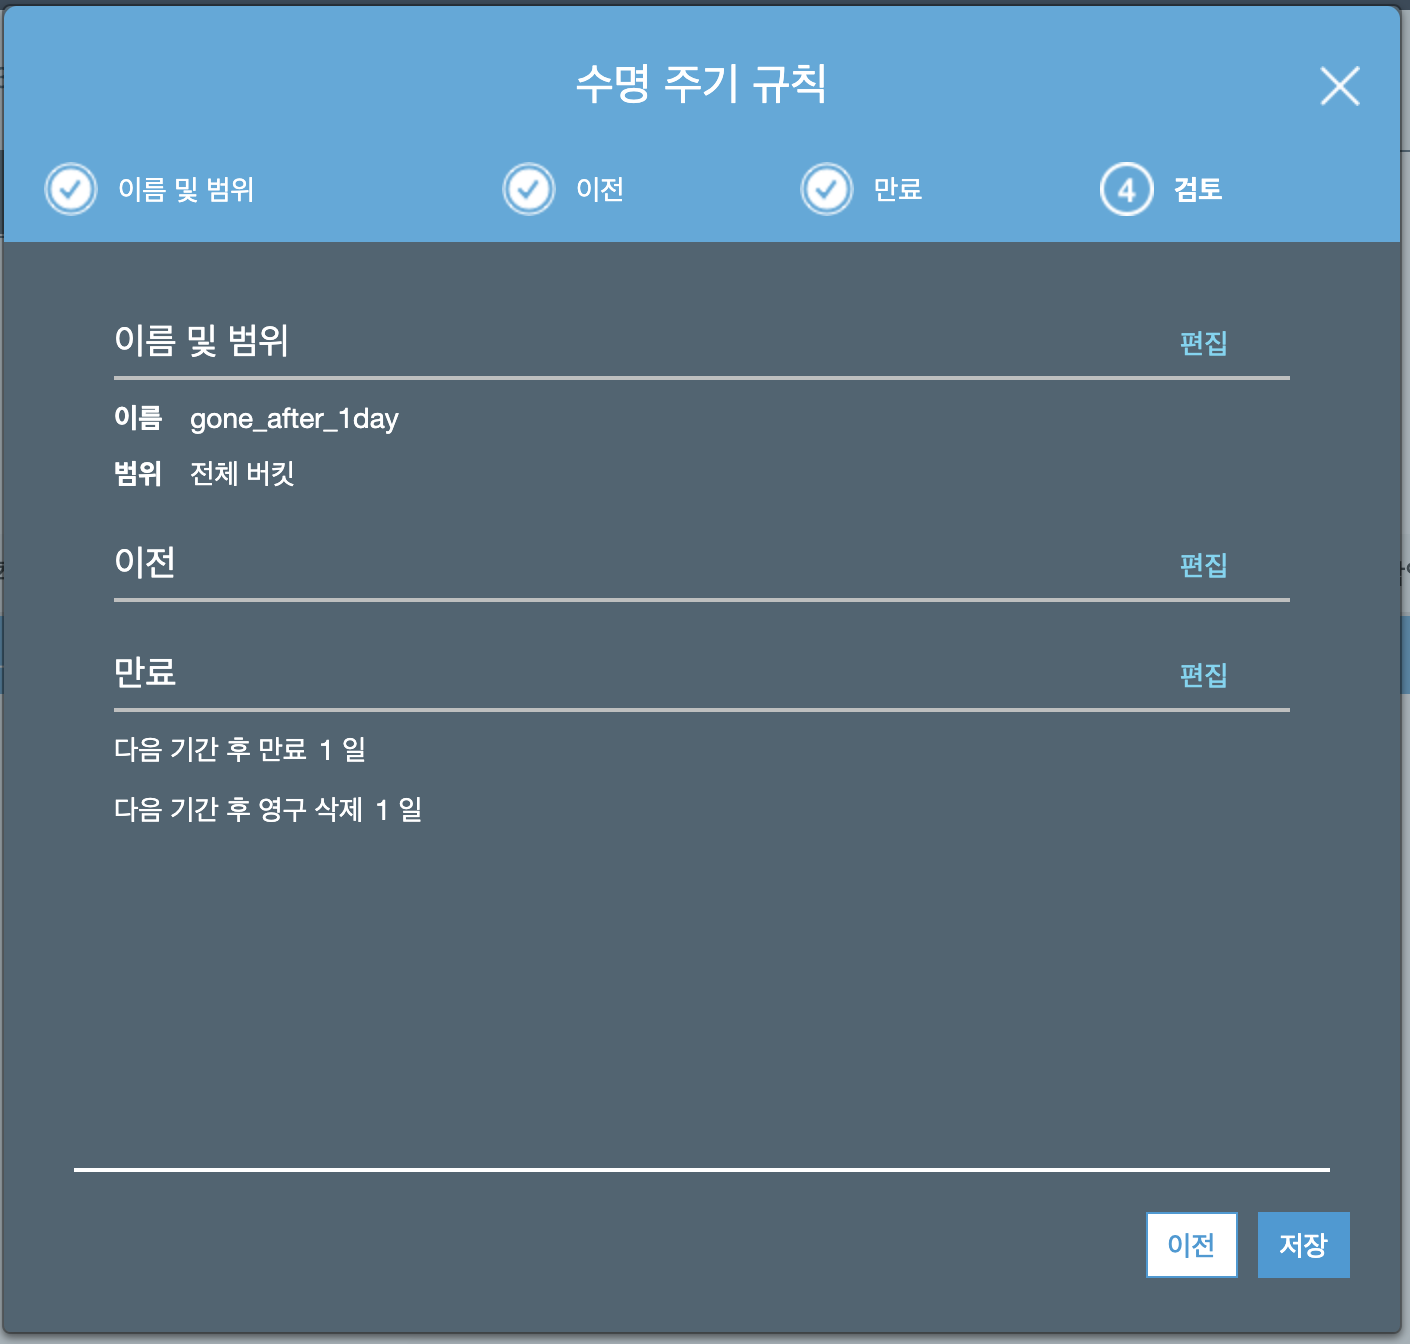 수명 주기 규칙
이름 및 범위
이전
만료
4 검토
이름 및 범위
편집
이름 gone_after_1day
범위 전체 버킷
이전
편집
만료
편집
다음 기간 후 만료 1 일
다음 기간 후 영구 삭제 1 일
이전
저장